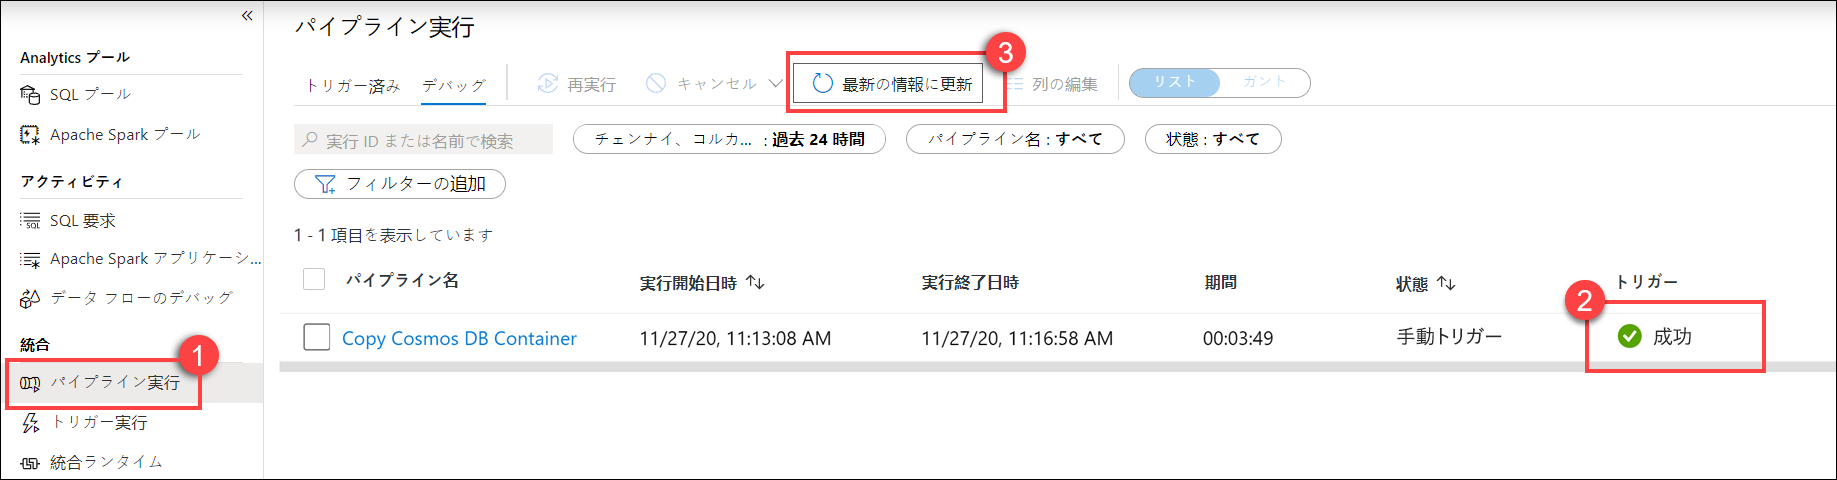 «
Analytics プール
SQL プール
Apache Spark プール
アクティビティ
SQL 要求
Apache Spark アプリケーシ...
データ フローのデバッグ
統合
1
パイプライン実行
トリガー実行
統合ランタイム
パイプライン実行
3
トリガー済み デバッグ 再実行 キャンセル 最新の情報に更新 列の編集 リスト ガント
実行 ID または名前で検索 チェンナイ、コルカ... : 過去 24 時間 パイプライン名 : すべて 状態 : すべて
フィルターの追加
1 - 1 項目を表示しています
パイプライン名 実行開始日時 実行終了日時 期間 状態 トリガー
2
Copy Cosmos DB Container 11/27/20, 11:13:08 AM 11/27/20, 11:16:58 AM 00:03:49 手動トリガー 成功